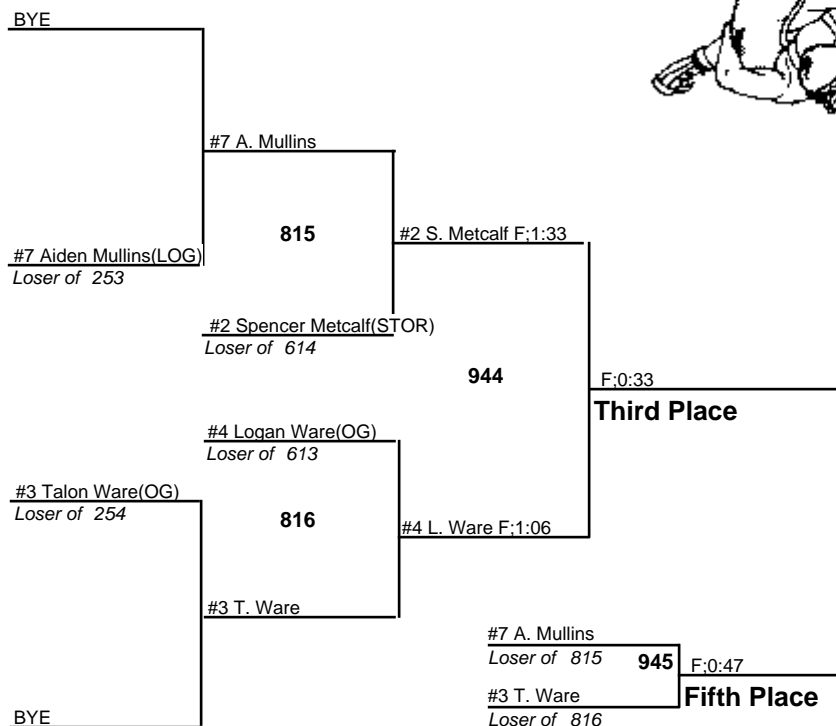 BYE
#7 A. Mullins
815
#2 S. Metcalf F;1:33
#7 Aiden Mullins(LOG)
Loser of 253
#2 Spencer Metcalf(STOR)
Loser of 614
944
F;0:33
Third Place
#4 Logan Ware(OG)
Loser of 613
#3 Talon Ware(OG)
Loser of 254
816
#4 L. Ware F;1:06
#3 T. Ware
#7 A. Mullins
Loser of 815
945
F;0:47
Fifth Place
#3 T. Ware
Loser of 816
BYE